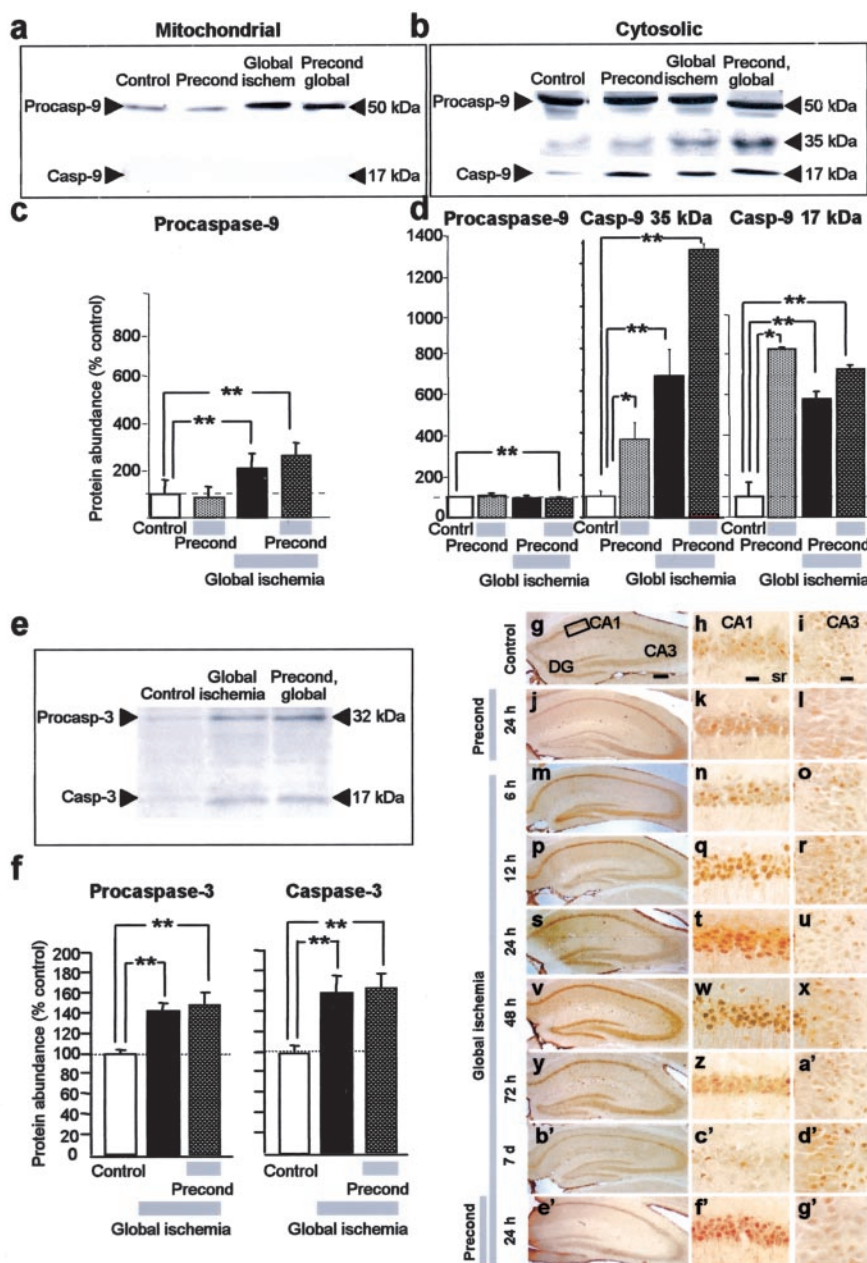 a
Mitochondrial
Control Precond Global ischem Precond global
Procasp-9 50 kDa
Casp-9 17 kDa
b
Cytosolic
Control Precond Global ischem Precond, global
Procasp-9 50 kDa
35 kDa
Casp-9 17 kDa
c
Procaspase-9
Protein abundance (% control)
800
600
400
200
** **
Control
Precond Precond
Global ischemia
d
Procaspase-9 Casp-9 35 kDa Casp-9 17 kDa
1400
1200
1000
800
600
400
200
100
0
**
** ** *
** ** *
Contrl Contrl Contrl
Precond Precond Precond Precond Precond Precond
Globl ischemia Globl ischemia Globl ischemia
e
Control Global ischemia Precond, global
Procasp-3 32 kDa
Casp-3 17 kDa
f
Procaspase-3 Caspase-3
Protein abundance (% control)
200
180
160
140
120
100
80
60
40
20
0
** **
** **
Control Control
Precond Precond
Global ischemia Global ischemia
Control
g CA1 CA3 DG
h CA1 sr
i CA3
Precond
24 h
j k l
Global ischemia
6 h
m n o
12 h
p q r
24 h
s t u
48 h
v w x
72 h
y z a'
7 d
b' c' d'
Precond
24 h
e' f' g'